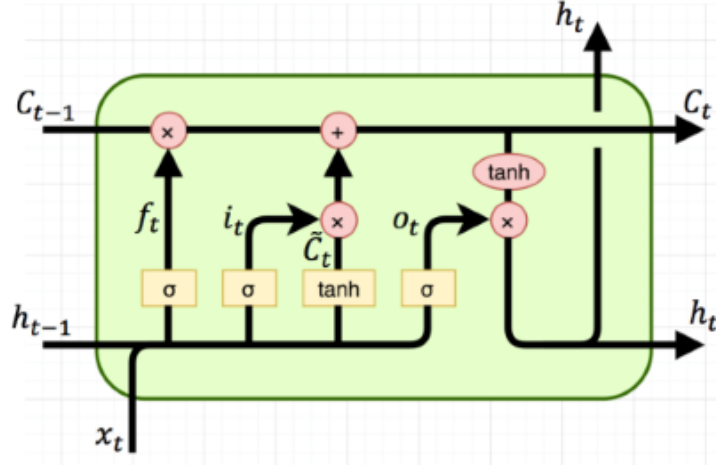 h_t
C_{t-1} × + C_t
tanh
f_t i_t × o_t ×
C̃_t
σ σ tanh σ
h_{t-1} h_t
x_t